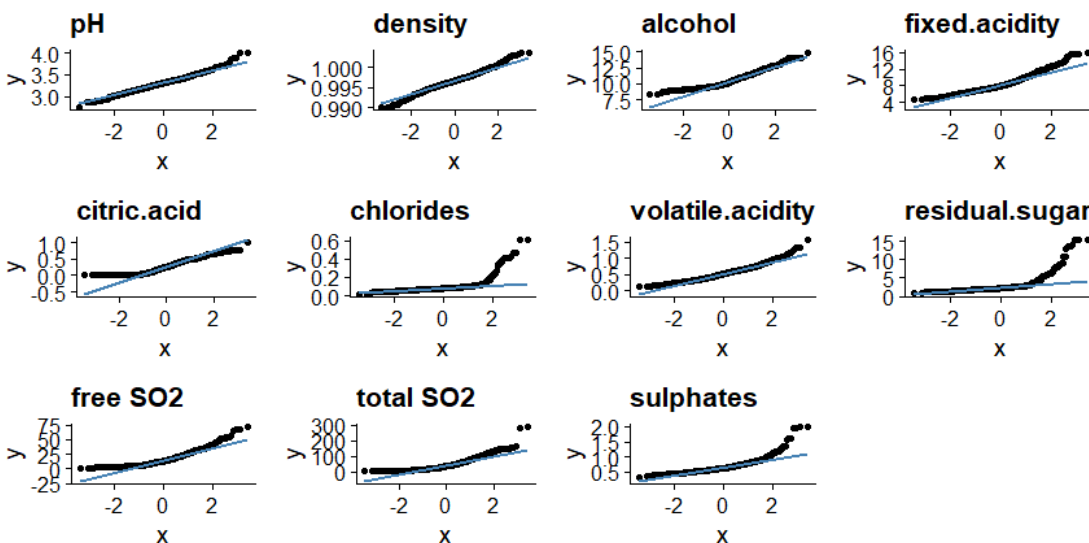 pH density alcohol fixed.acidity
4.0 1.000 15.0 16
3.5 0.995 12.5 12
3.0 0.990 10.0 8
7.5 4
y y y y
-2 0 2 -2 0 2 -2 0 2 -2 0 2
x x x x
citric.acid chlorides volatile.acidity residual.sugar
1.0 0.6 1.5 15
0.5 0.4 1.0 10
0.0 0.2 0.5 5
-0.5 0.0 0.0 0
y y y y
-2 0 2 -2 0 2 -2 0 2 -2 0 2
x x x x
free SO2 total SO2 sulphates
75 300 2.0
50 200 1.5
25 100 1.0
0 0 0.5
-25
y y y
-2 0 2 -2 0 2 -2 0 2
x x x